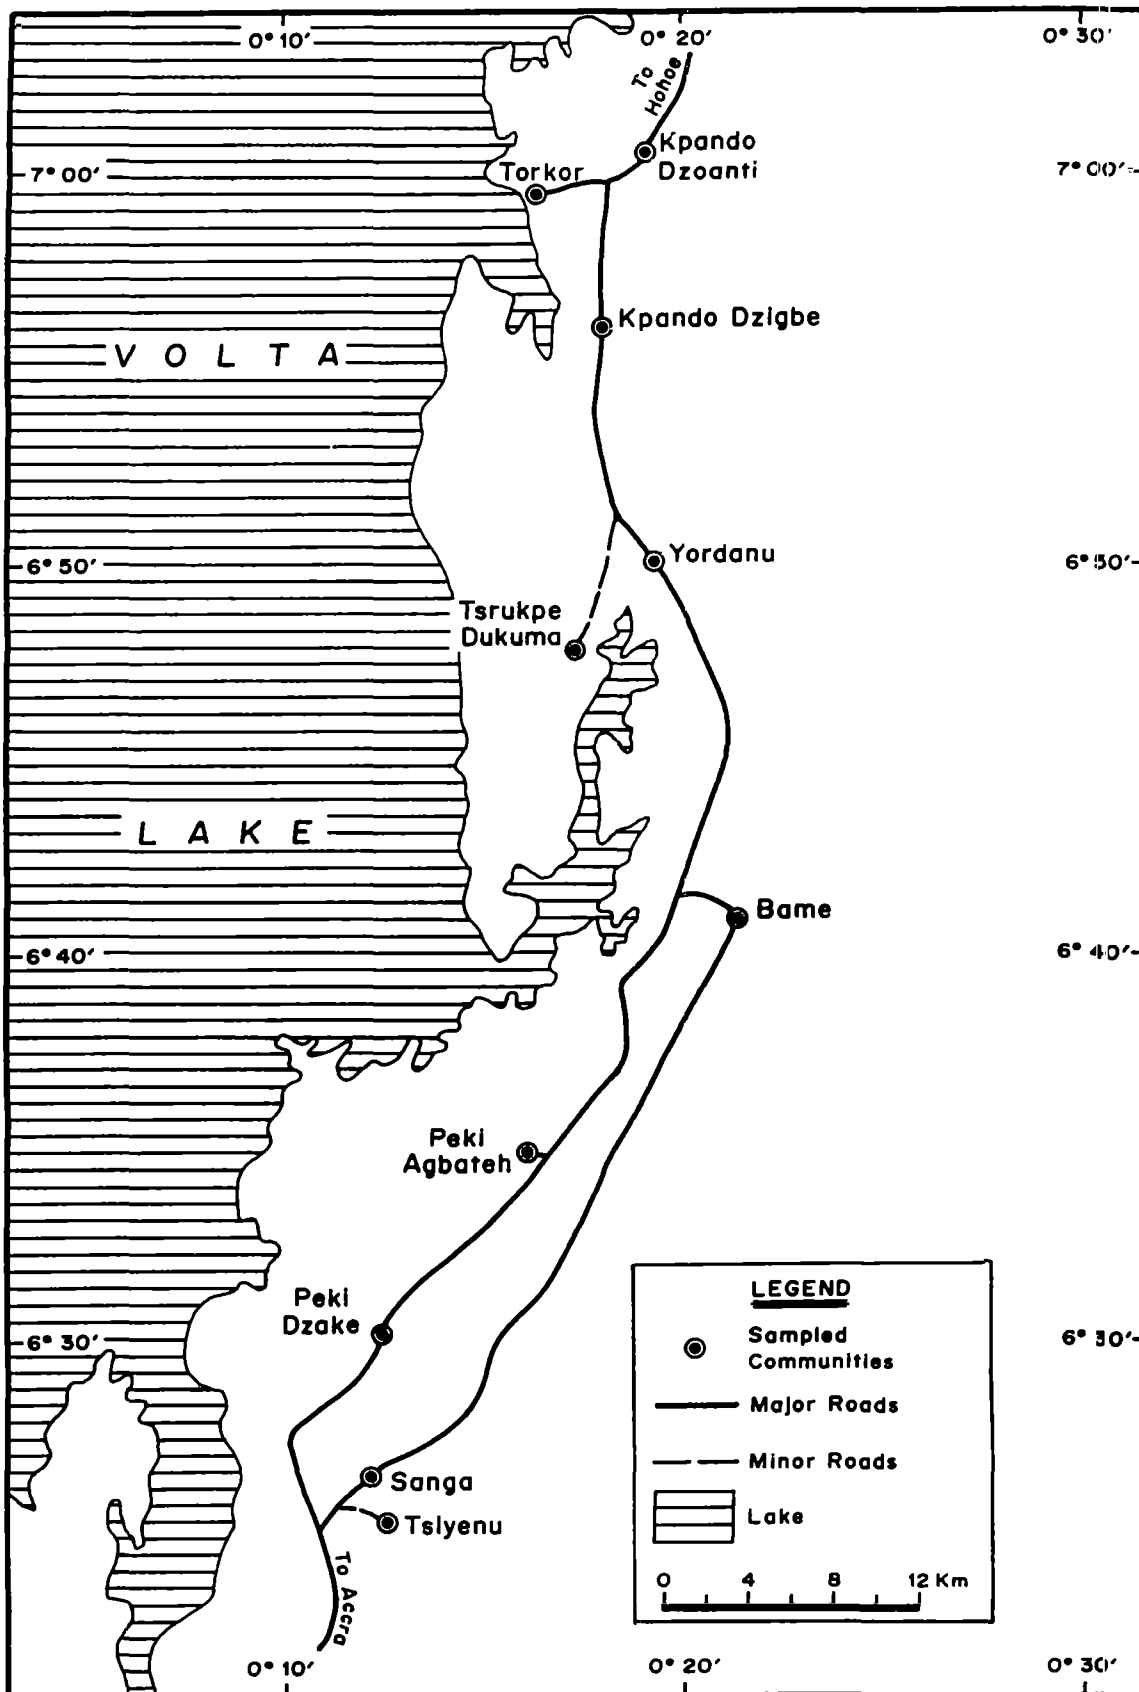 0° 10′
0° 20′
0° 30′
To
Hohoe
Kpando
Dzoanti
7° 00′
Torkor
7° 00′
Kpando Dzigbe
VOLTA
6° 50′
Yordanu
6° 50′
Tsrukpe
Dukuma
LAKE
Bame
6° 40′
6° 40′
Peki
Agbateh
Peki
Dzake
6° 30′
6° 30′
LEGEND
Sampled
Communities
Major Roads
Minor Roads
Lake
0 4 8 12 Km
Sanga
Tsiyenu
To Accra
0° 10′
0° 20′
0° 30′